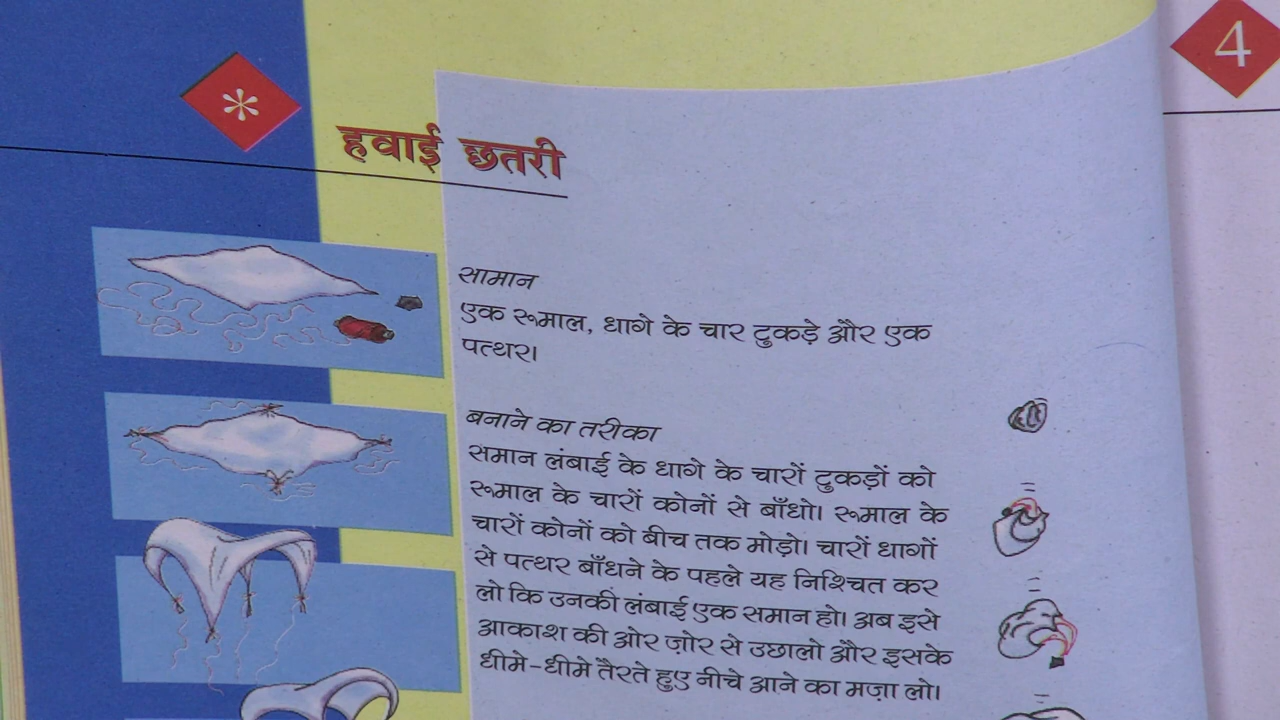 4
*
हवाई छतरी
सामान
एक रूमाल, धागे के चार टुकड़े और एक
पत्थर।
बनाने का तरीका
समान लंबाई के धागे के चारों टुकड़ों को
रूमाल के चारों कोनों से बाँधो। रूमाल के
चारों कोनों को बीच तक मोड़ो। चारों धागों
से पत्थर बाँधने के पहले यह निश्चित कर
लो कि उनकी लंबाई एक समान हो। अब इसे
आकाश की ओर ज़ोर से उछालो और इसके
धीमे-धीमे तैरते हुए नीचे आने का मज़ा लो।